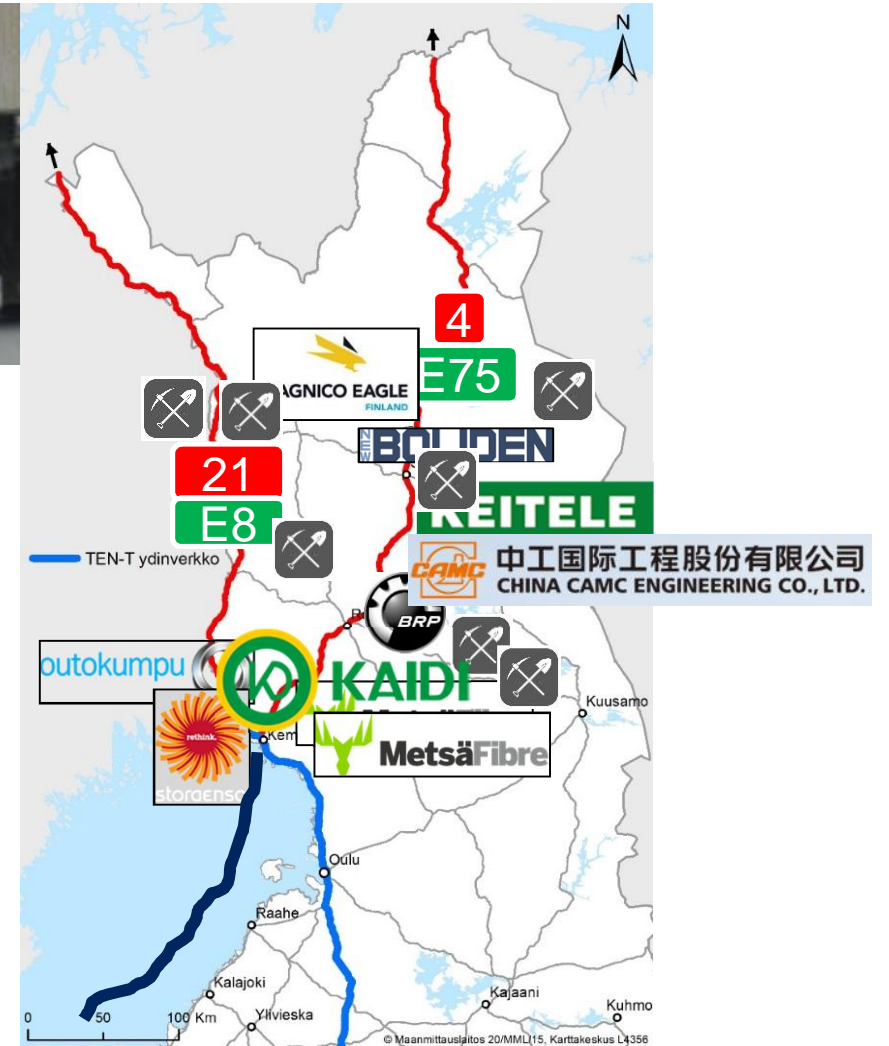 N
4
E75
AGNICO EAGLE
FINLAND
NEW BOLIDEN
21
E8
KEITELE
TEN-T ydinverkko
CAMC 中工国际工程股份有限公司
CHINA CAMC ENGINEERING CO., LTD.
BRP
outokumpu
KAIDI
Kuusamo
rethink.
Kem
MetsäFibre
storaenso
Oulu
Raahe
Kalajoki
Kajaani
0 50 100 Km
Ylivieska
Kuhmo
© Maanmittauslaitos 20/MML/15, Karttakeskus L4356